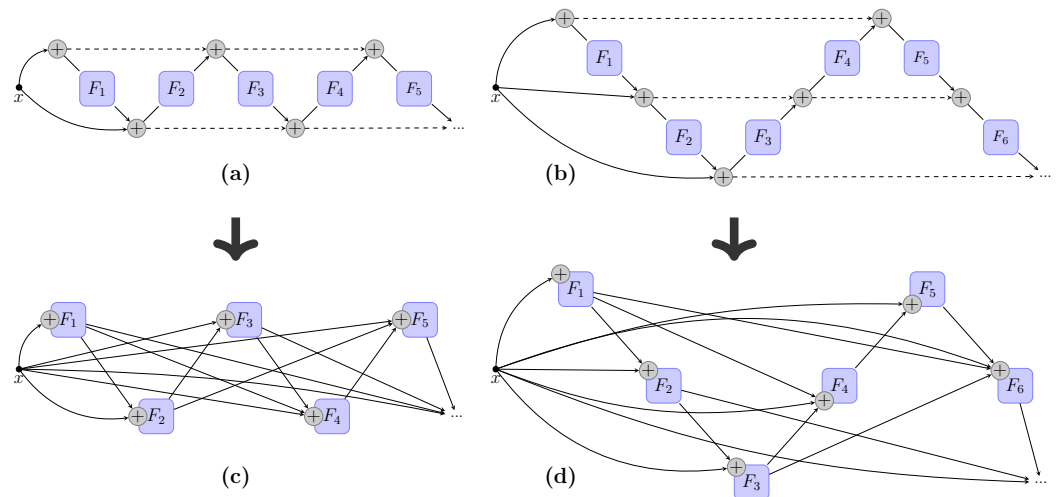 + + +
F1 F2 F3 F4 F5
x
+ + ...
(a)
+ +
F1 F4 F5
x + + +
F2 F3 F6
+ ...
(b)
+F1 +F3 +F5
x
+F2 +F4 ...
(c)
+F1 +F5
x +F2 +F4 +F6
+F3 ...
(d)